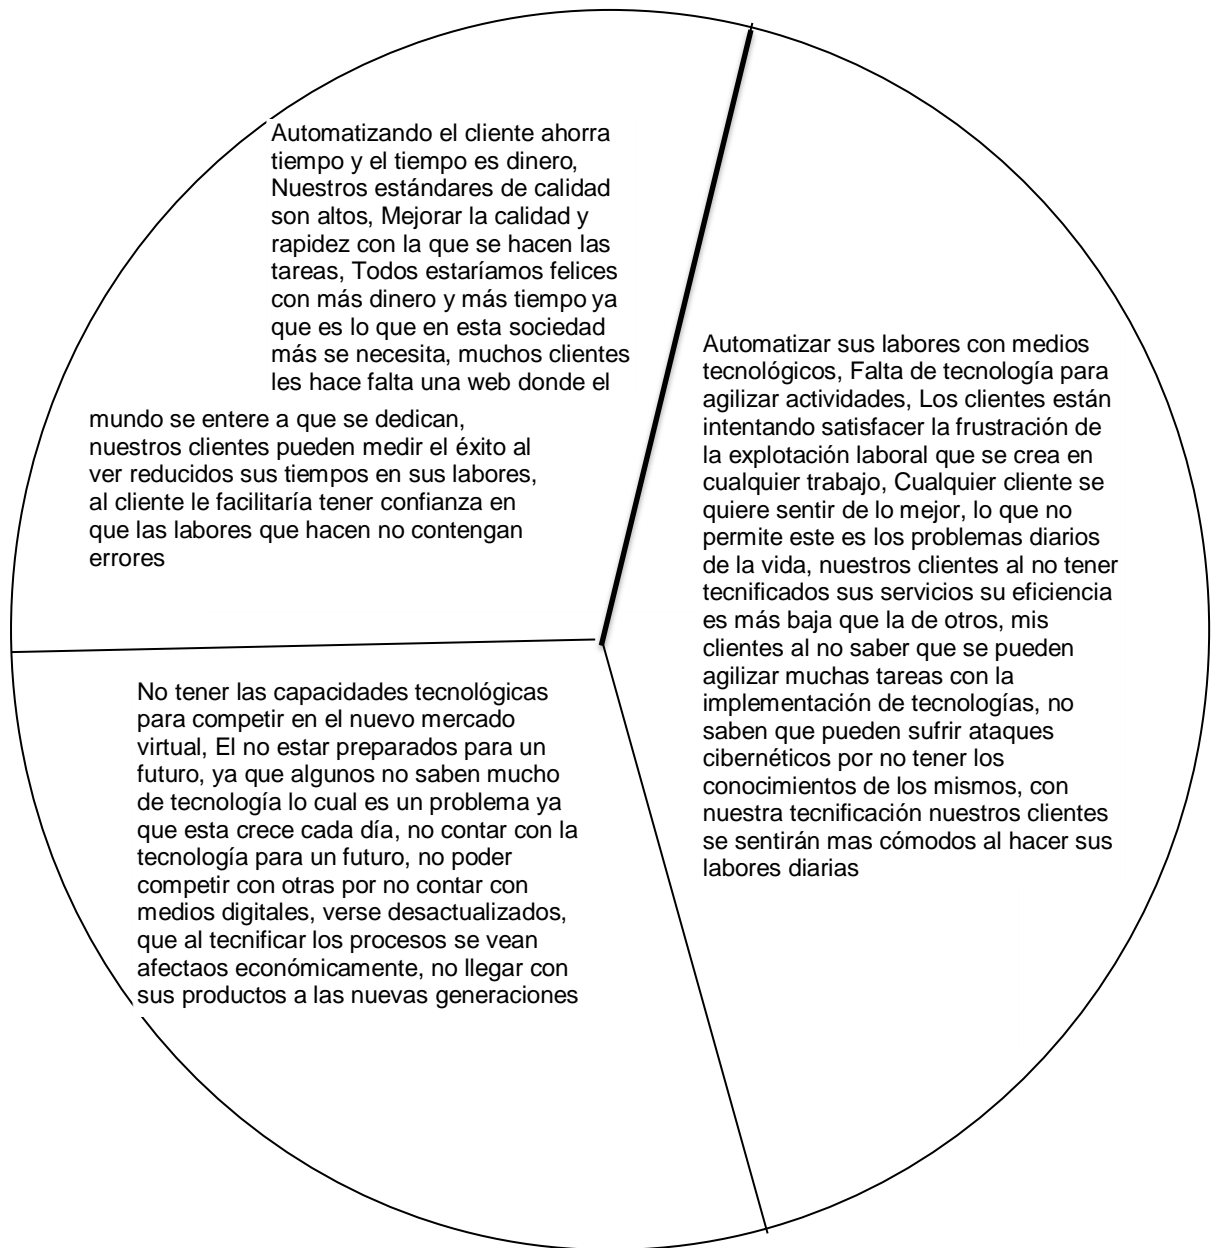 Automatizando el cliente ahorra
tiempo y el tiempo es dinero,
Nuestros estándares de calidad
son altos, Mejorar la calidad y
rapidez con la que se hacen las
tareas, Todos estaríamos felices
con más dinero y más tiempo ya
que es lo que en esta sociedad
más se necesita, muchos clientes
les hace falta una web donde el
mundo se entere a que se dedican,
nuestros clientes pueden medir el éxito al
ver reducidos sus tiempos en sus labores,
al cliente le facilitaría tener confianza en
que las labores que hacen no contengan
errores
Automatizar sus labores con medios
tecnológicos, Falta de tecnología para
agilizar actividades, Los clientes están
intentando satisfacer la frustración de
la explotación laboral que se crea en
cualquier trabajo, Cualquier cliente se
quiere sentir de lo mejor, lo que no
permite este es los problemas diarios
de la vida, nuestros clientes al no tener
tecnificados sus servicios su eficiencia
es más baja que la de otros, mis
clientes al no saber que se pueden
agilizar muchas tareas con la
implementación de tecnologías, no
saben que pueden sufrir ataques
cibernéticos por no tener los
conocimientos de los mismos, con
nuestra tecnificación nuestros clientes
se sentirán mas cómodos al hacer sus
labores diarias
No tener las capacidades tecnológicas
para competir en el nuevo mercado
virtual, El no estar preparados para un
futuro, ya que algunos no saben mucho
de tecnología lo cual es un problema ya
que esta crece cada día, no contar con la
tecnología para un futuro, no poder
competir con otras por no contar con
medios digitales, verse desactualizados,
que al tecnificar los procesos se vean
afectaos económicamente, no llegar con
sus productos a las nuevas generaciones